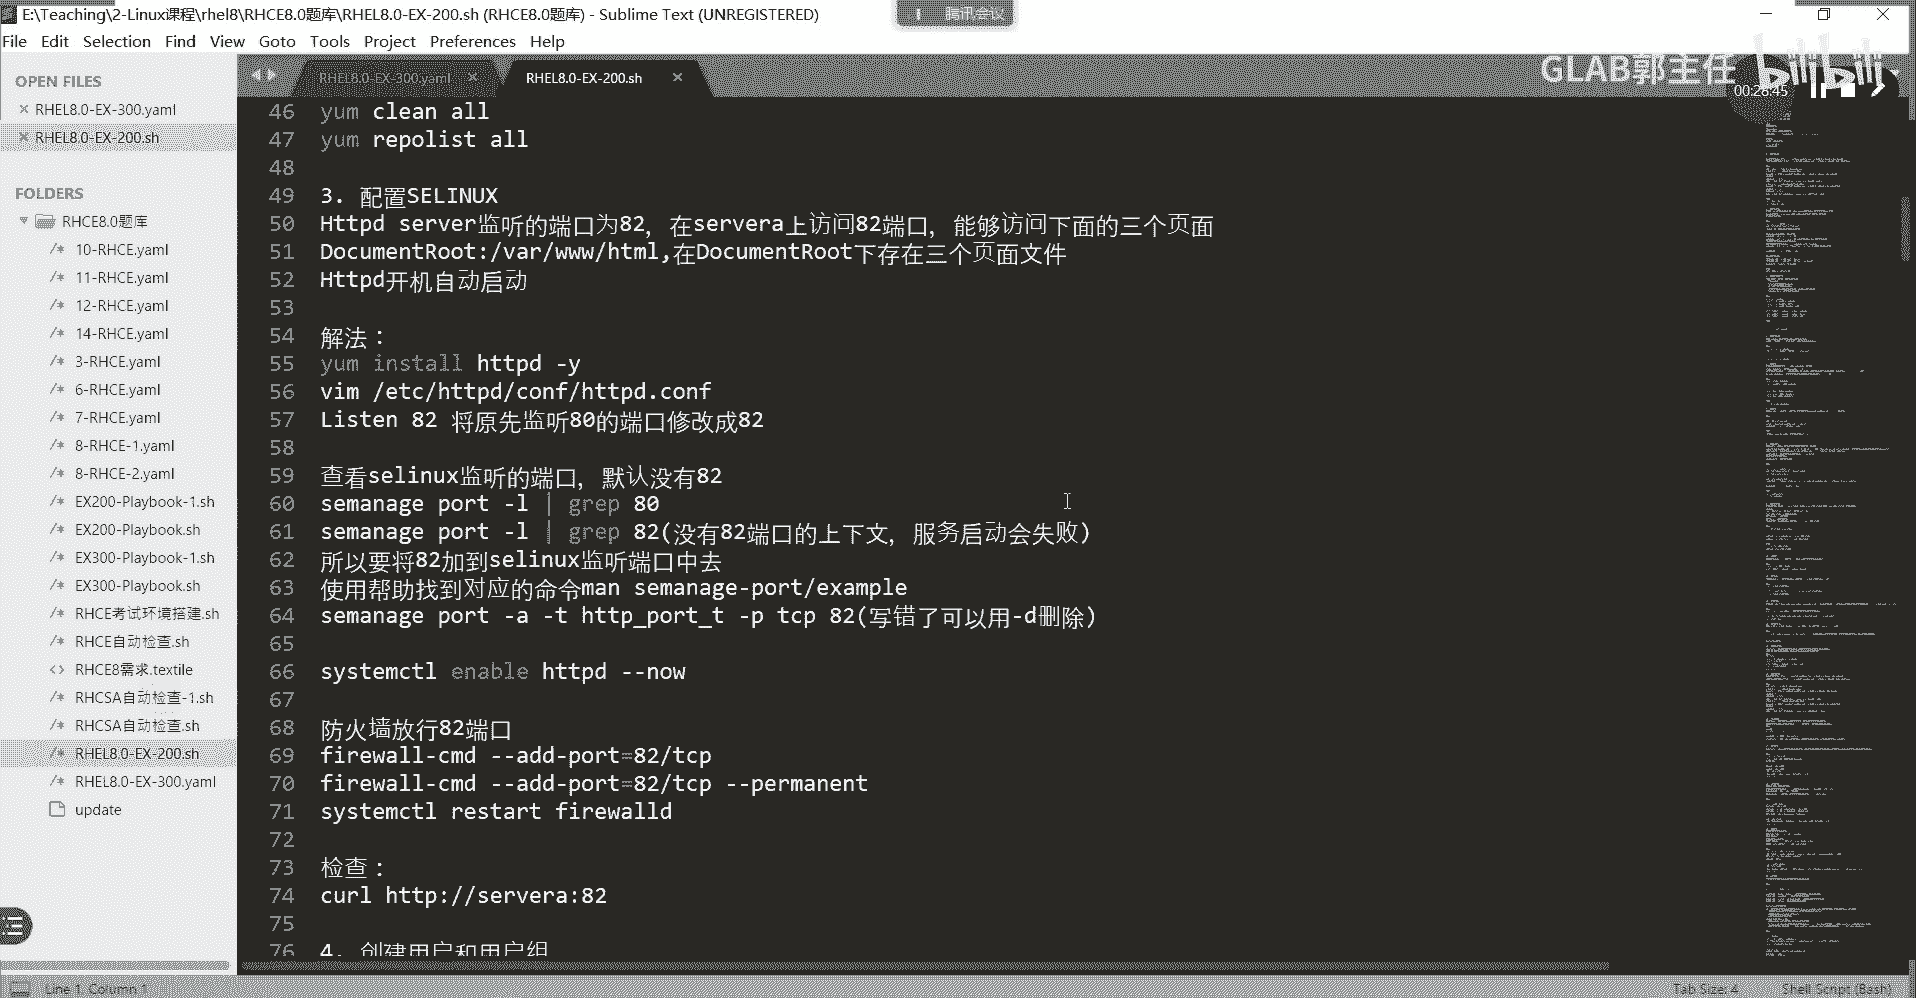 E:\Teaching\2-Linux课程\rhel8\RHCE8.0题库\RHEL8.0-EX-200.sh (RHCE8.0题库) - Sublime Text (UNREGISTERED)
腾讯会议
File Edit Selection Find View Goto Tools Project Preferences Help
GLAB郭主任
bilibili
00:28:45
OPEN FILES
RHEL8.0-EX-300.yaml
RHEL8.0-EX-200.sh
FOLDERS
RHCE8.0题库
10-RHCE.yaml
11-RHCE.yaml
12-RHCE.yaml
14-RHCE.yaml
3-RHCE.yaml
6-RHCE.yaml
7-RHCE.yaml
8-RHCE-1.yaml
8-RHCE-2.yaml
EX200-Playbook-1.sh
EX200-Playbook.sh
EX300-Playbook-1.sh
EX300-Playbook.sh
RHCE考试环境搭建.sh
RHCE自动检查.sh
RHCE8需求.textile
RHCSA自动检查-1.sh
RHCSA自动检查.sh
RHEL8.0-EX-200.sh
RHEL8.0-EX-300.yaml
update
RHEL8.0-EX-300.yaml RHEL8.0-EX-200.sh
46 yum clean all
47 yum repolist all
48
49 3. 配置SELINUX
50 Httpd server监听的端口为82，在servera上访问82端口，能够访问下面的三个页面
51 DocumentRoot:/var/www/html,在DocumentRoot下存在三个页面文件
52 Httpd开机自动启动
53
54 解法：
55 yum install httpd -y
56 vim /etc/httpd/conf/httpd.conf
57 Listen 82 将原先监听80的端口修改成82
58
59 查看selinux监听的端口，默认没有82
60 semanage port -l | grep 80
61 semanage port -l | grep 82(没有82端口的上下文，服务启动会失败)
62 所以要将82加到selinux监听端口中去
63 使用帮助找到对应的命令man semanage-port/example
64 semanage port -a -t http_port_t -p tcp 82(写错了可以用-d删除)
65
66 systemctl enable httpd --now
67
68 防火墙放行82端口
69 firewall-cmd --add-port=82/tcp
70 firewall-cmd --add-port=82/tcp --permanent
71 systemctl restart firewalld
72
73 检查：
74 curl http://servera:82
75
76 4. 创建用户和用户组
Line 1, Column 1
Tab Size: 4
Shell Script (Bash)